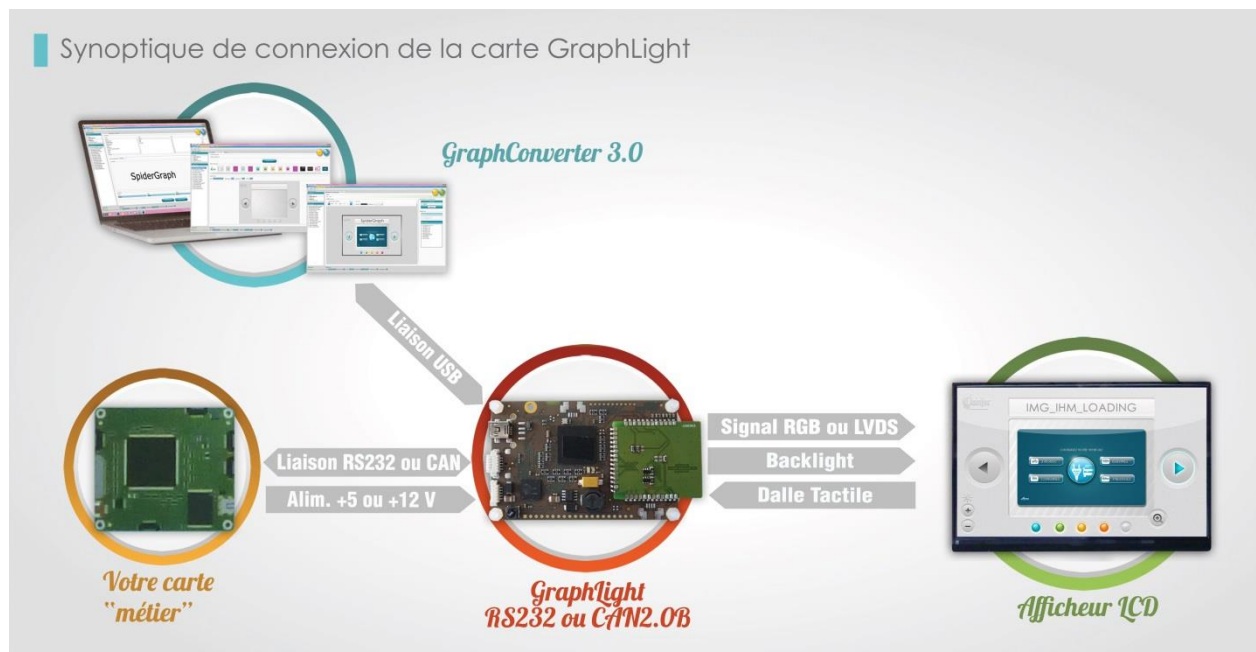 Synoptique de connexion de la carte GraphLight
GraphConverter 3.0
SpiderGraph
SpiderGraph
Liaison USB
Liaison RS232 ou CAN
Alim. +5 ou +12 V
Signal RGB ou LVDS
Backlight
Dalle Tactile
IMG_IHM_LOADING
Votre carte
"métier"
GraphLight
RS232 ou CAN2.0B
Afficheur LCD